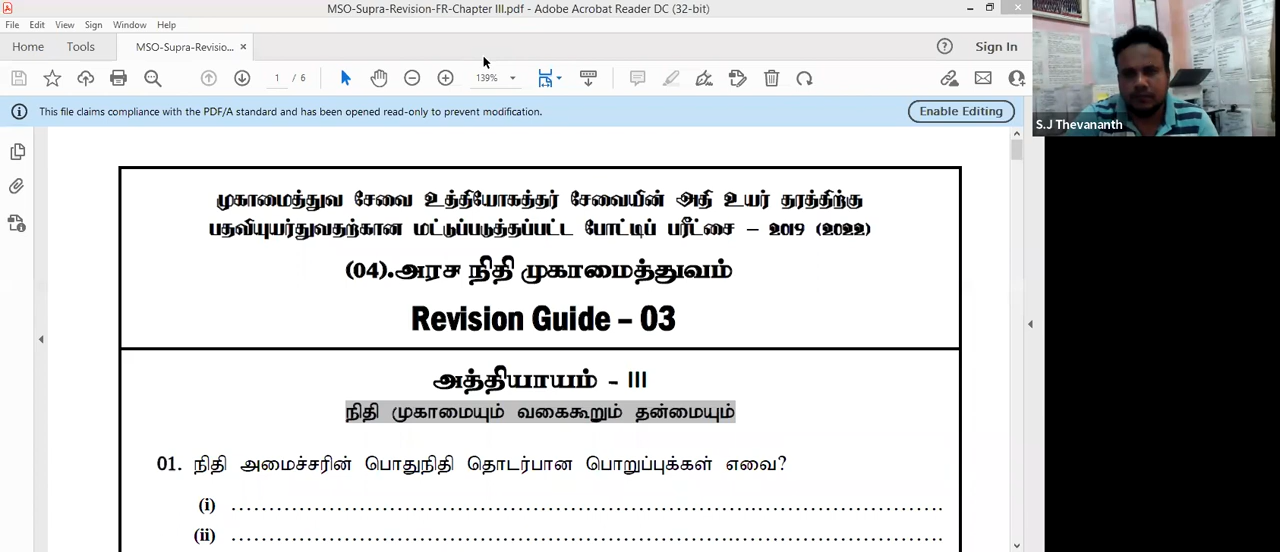 MSO-Supra-Revision-FR-Chapter III.pdf - Adobe Acrobat Reader DC (32-bit)
File Edit View Sign Window Help
Home Tools MSO-Supra-Revisio... × Sign In
1 / 6 139%
This file claims compliance with the PDF/A standard and has been opened read-only to prevent modification. Enable Editing
S.J Thevananth
முகாமைத்துவ சேவை உத்தியோகத்தர் சேவையின் அதி உயர் தரத்திற்கு
பதவியுயர்துவதற்கான மட்டுப்படுத்தப்பட்ட போட்டிப் பரீட்சை – 2019 (2022)
(04).அரச நிதி முகாமைத்துவம்
Revision Guide – 03
அத்தியாயம் - III
நிதி முகாமையும் வகைகூறும் தன்மையும்
01. நிதி அமைச்சரின் பொதுநிதி தொடர்பான பொறுப்புக்கள் எவை?
(i) ........................................................................
(ii) ........................................................................